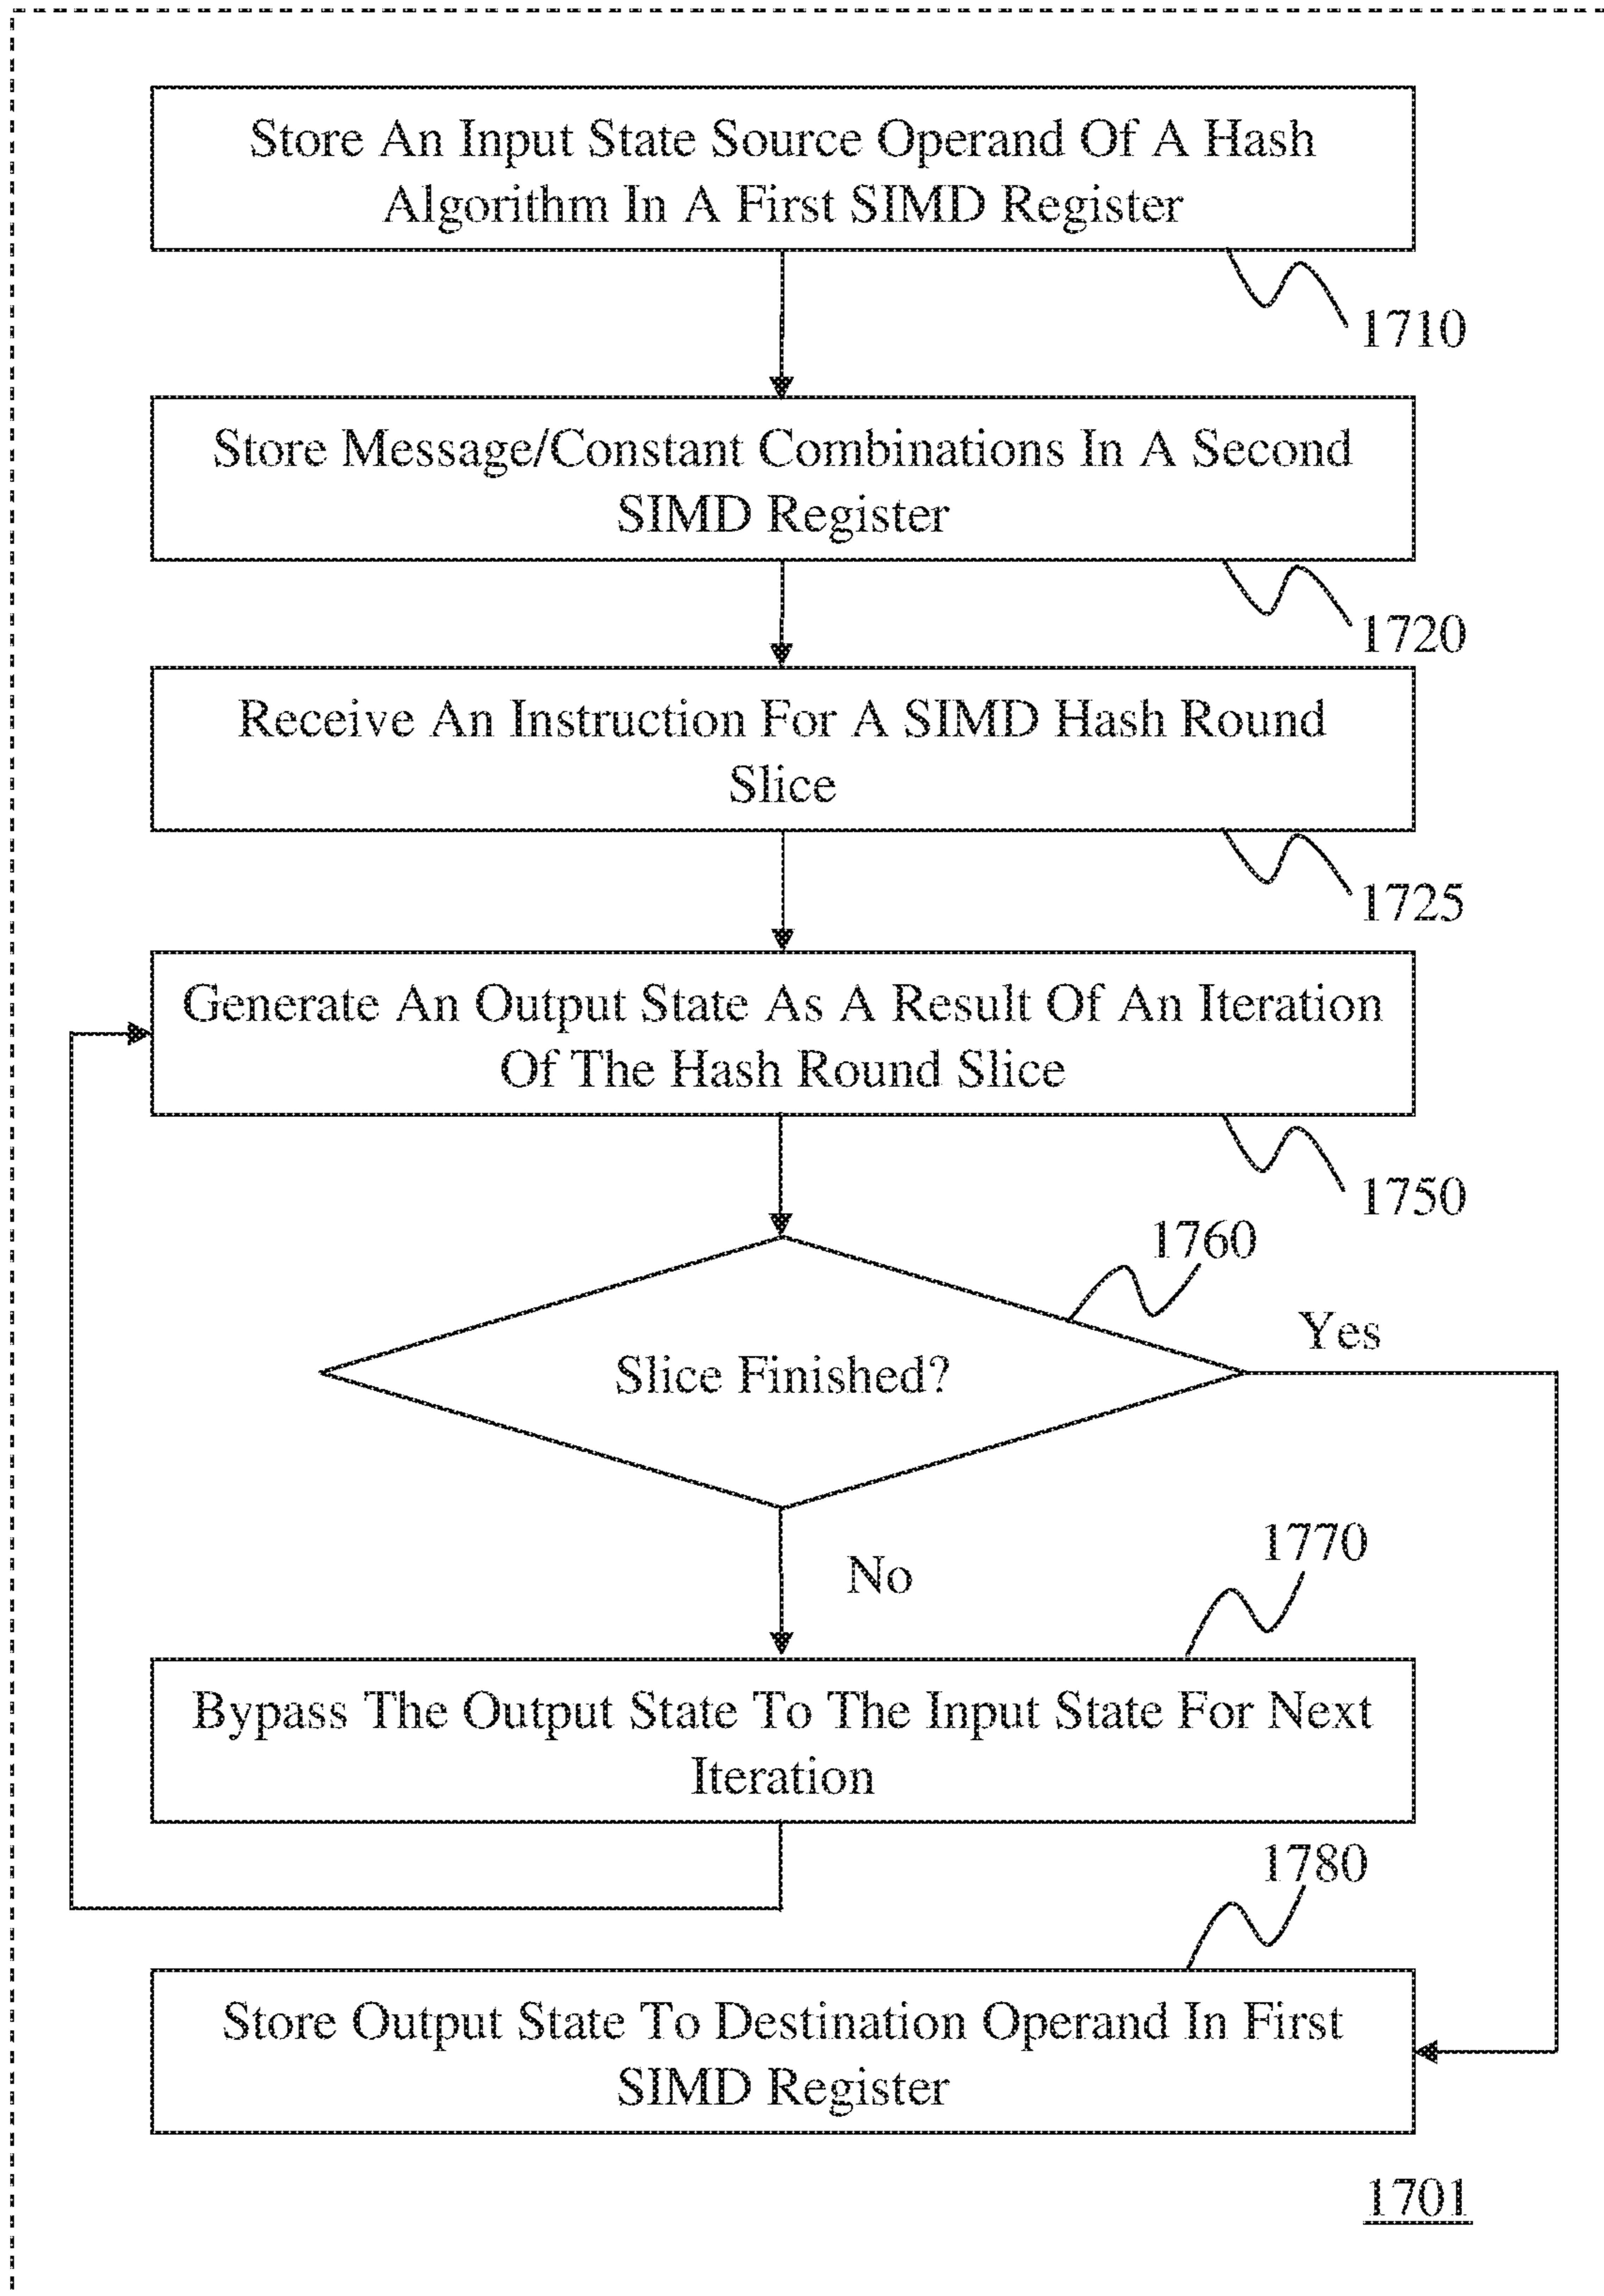 Store An Input State Source Operand Of A Hash
Algorithm In A First SIMD Register
1710
Store Message/Constant Combinations In A Second
SIMD Register
1720
Receive An Instruction For A SIMD Hash Round
Slice
1725
Generate An Output State As A Result Of An Iteration
Of The Hash Round Slice
1750
1760
Yes
Slice Finished?
No
1770
Bypass The Output State To The Input State For Next
Iteration
1780
Store Output State To Destination Operand In First
SIMD Register
1701